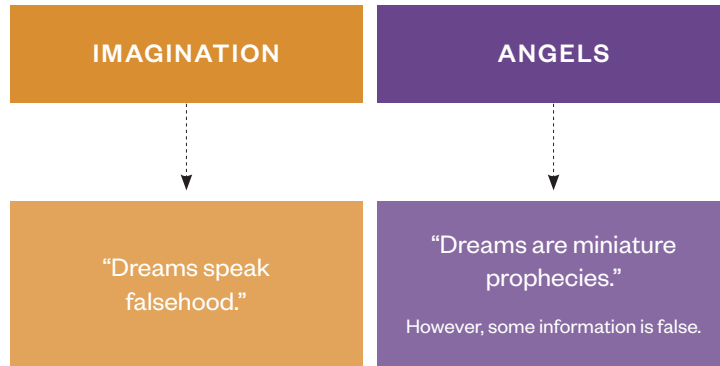 IMAGINATION
ANGELS
“Dreams speak
falsehood.”
“Dreams are miniature
prophecies.”
However, some information is false.